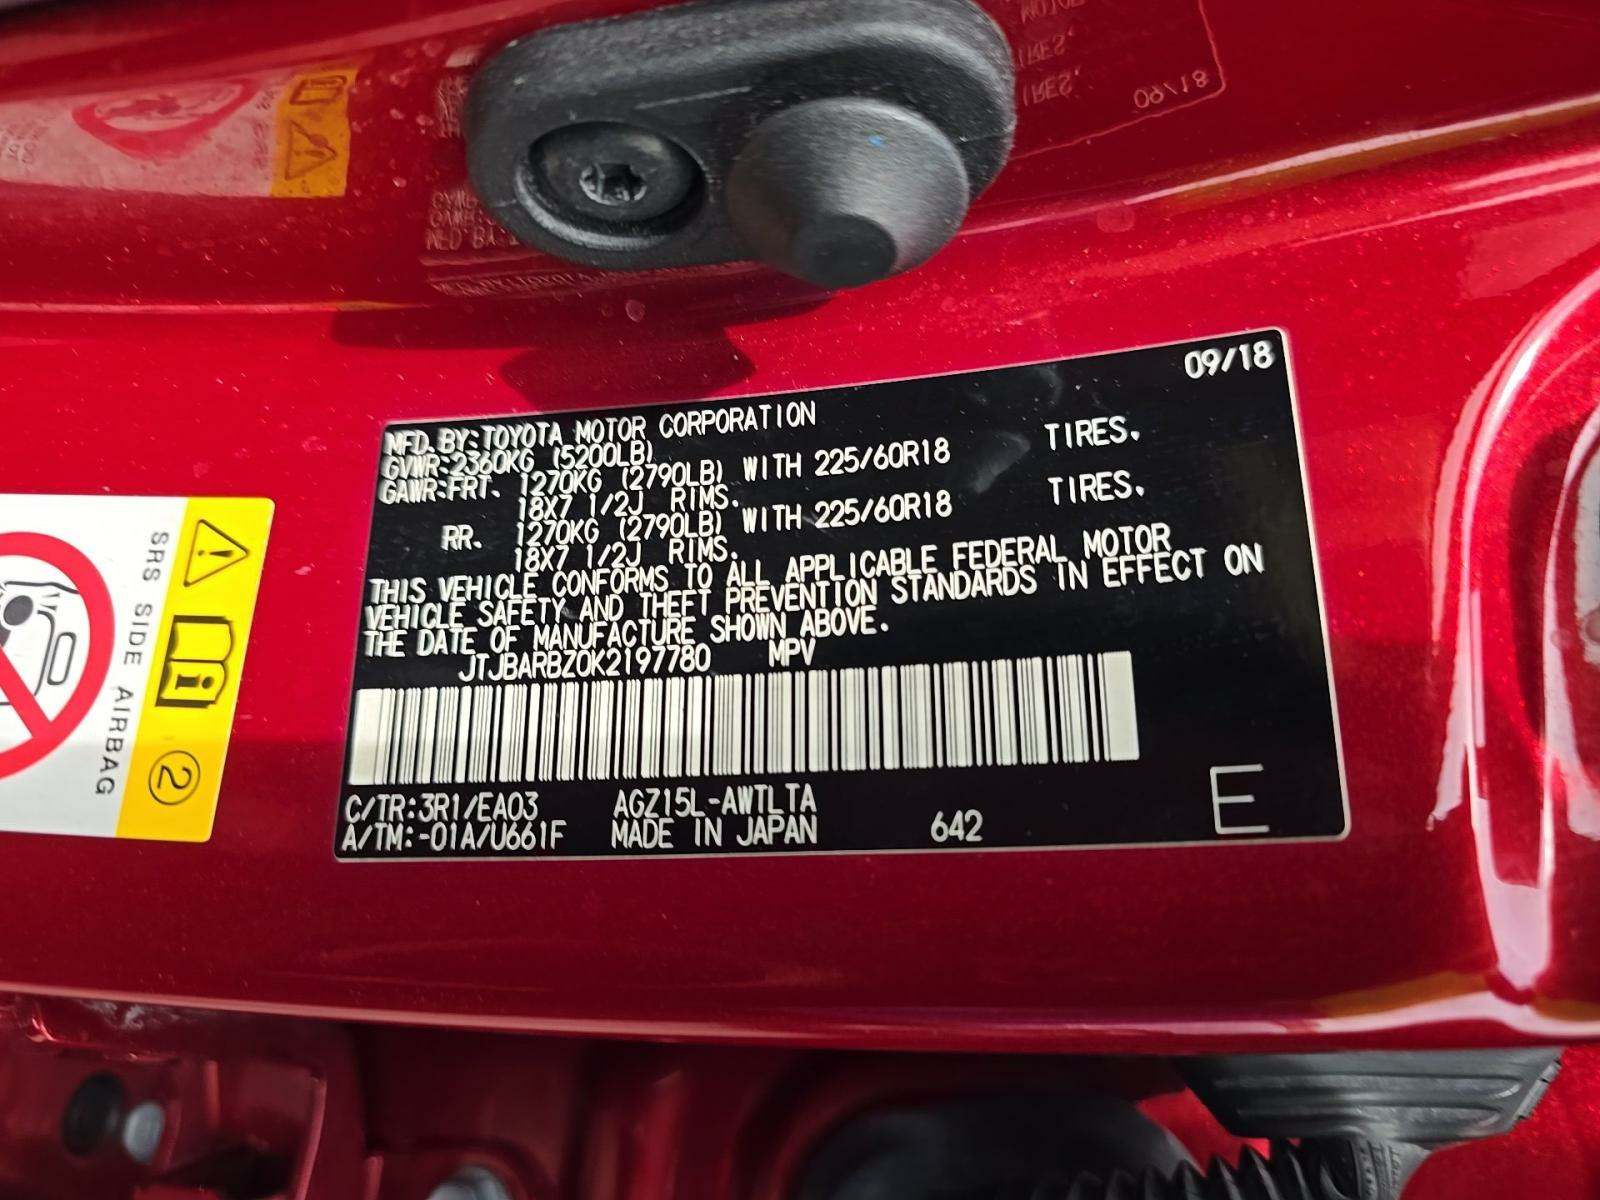 09/18
MFD. BY:TOYOTA MOTOR CORPORATION
GVWR:2360KG (5200LB)
GAWR:FRT. 1270KG (2790LB) WITH 225/60R18 TIRES.
18X7 1/2J RIMS.
RR. 1270KG (2790LB) WITH 225/60R18 TIRES.
18X7 1/2J RIMS.
THIS VEHICLE CONFORMS TO ALL APPLICABLE FEDERAL MOTOR
VEHICLE SAFETY AND THEFT PREVENTION STANDARDS IN EFFECT ON
THE DATE OF MANUFACTURE SHOWN ABOVE.
JTJBARBZ0K2197780 MPV
C/TR:3R1/EA03 AGZ15L-AWTLTA
A/TM:-01A/U661F MADE IN JAPAN 642 E
SRS SIDE AIRBAG
2